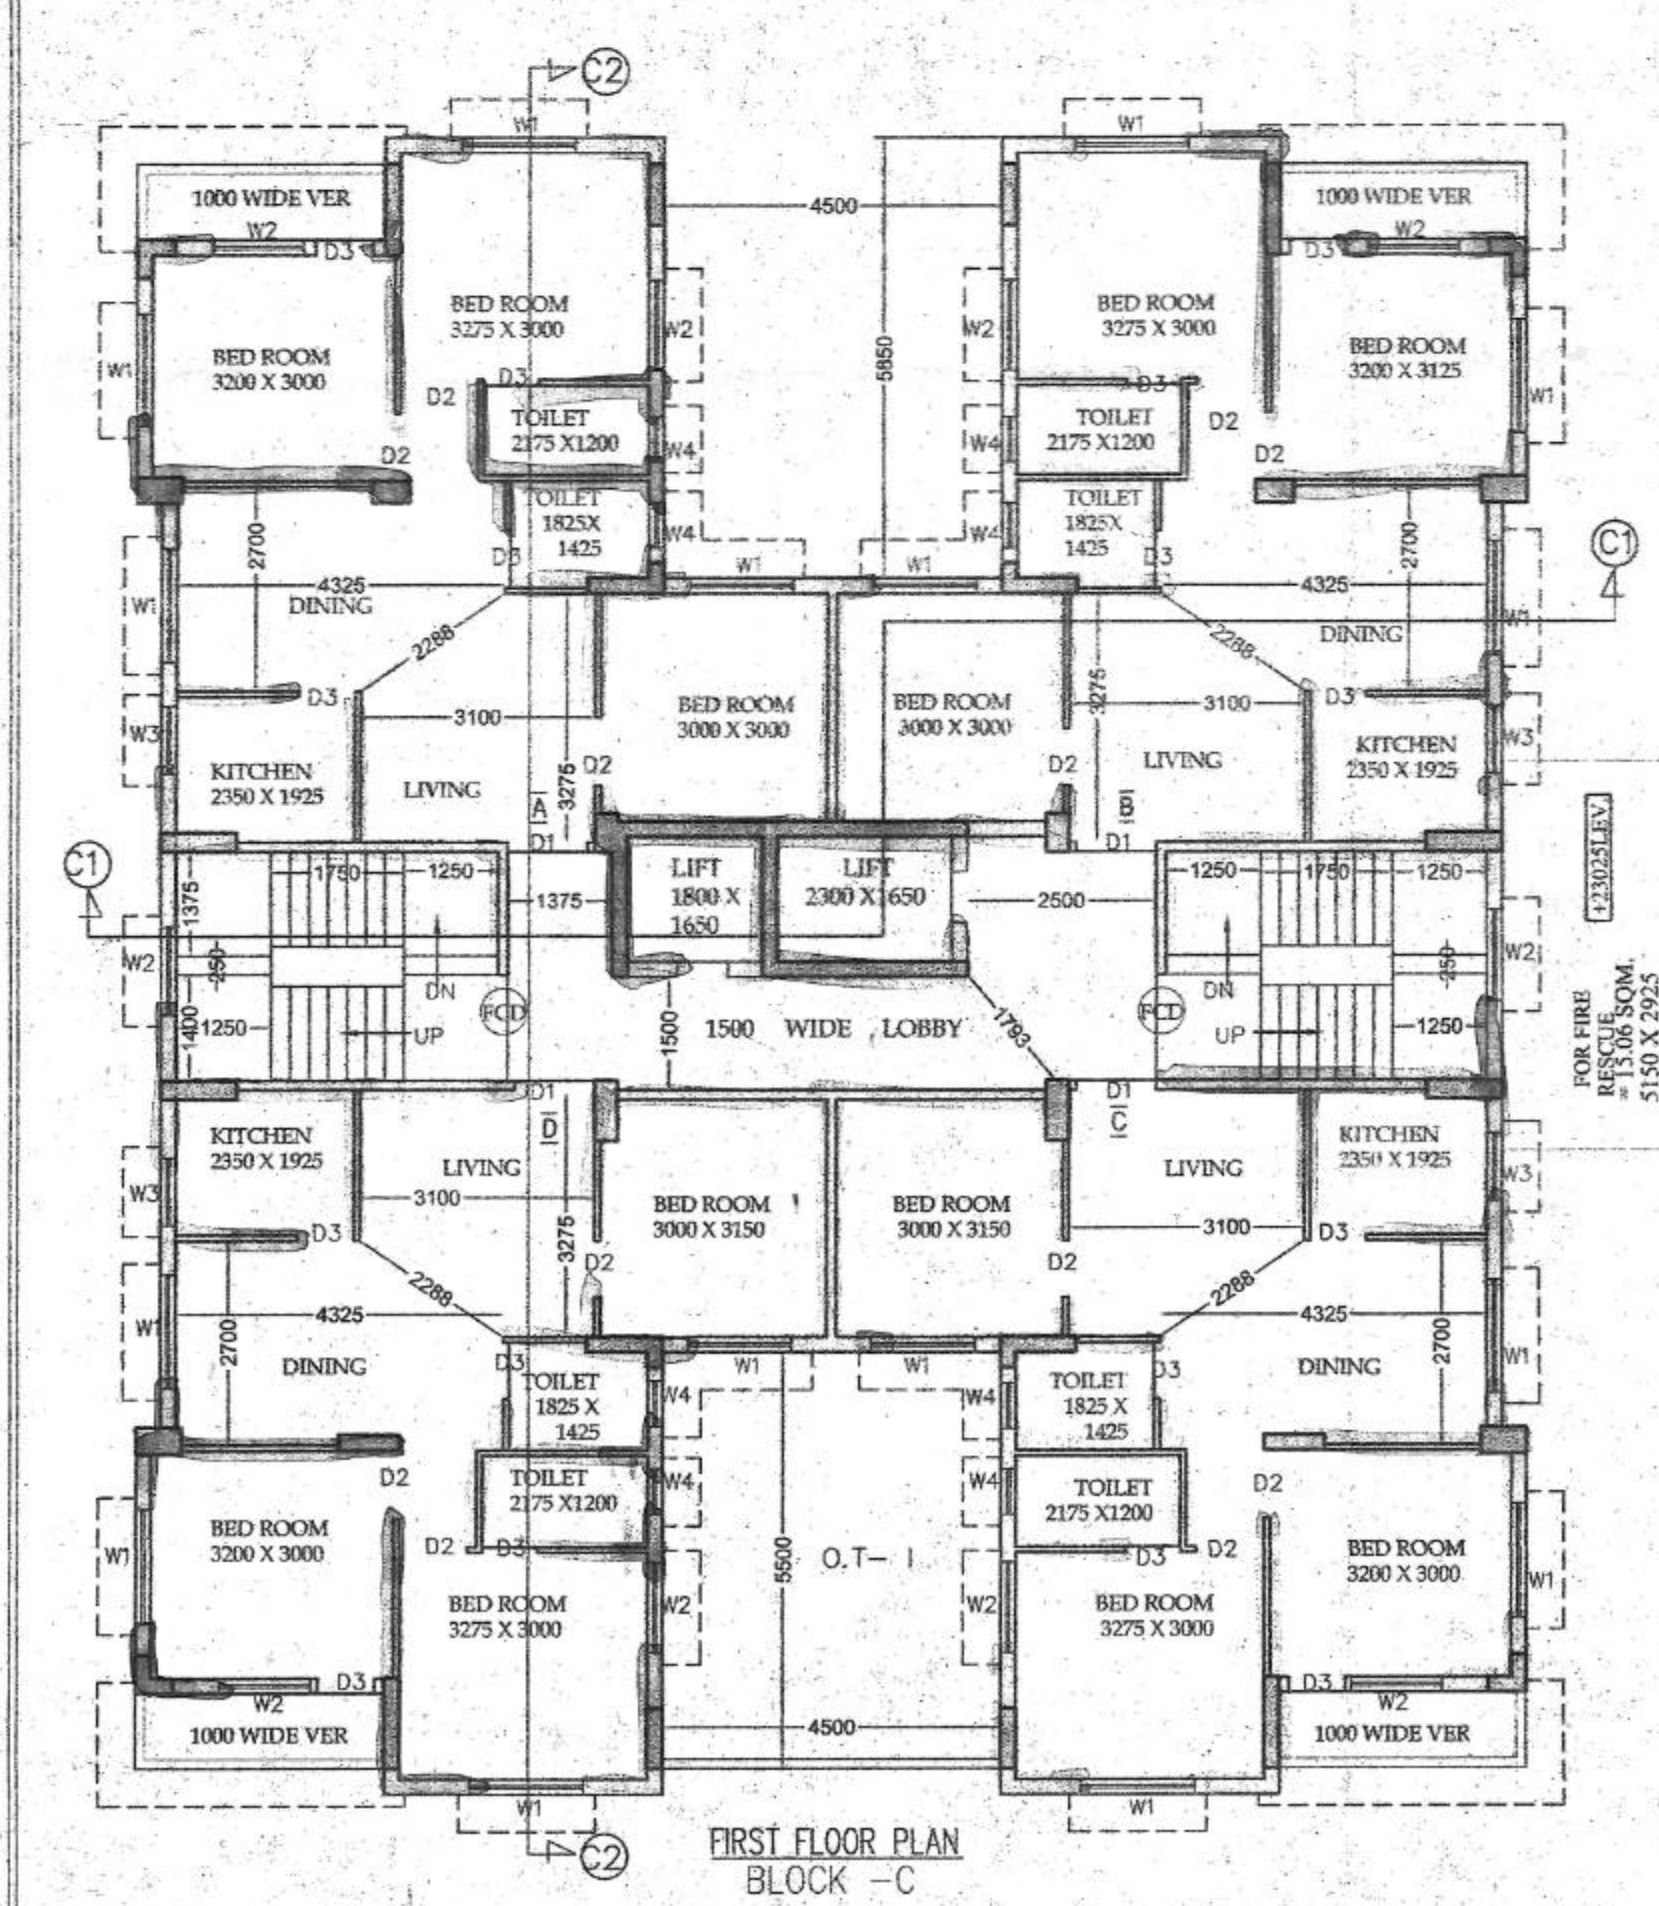 C2
W1
W1
1000 WIDE VER
4500
1000 WIDE VER
W2
D3
D3
W2
BED ROOM
3275 X 3000
W2
5850
W2
BED ROOM
3275 X 3000
W1
BED ROOM
3200 X 3000
BED ROOM
3200 X 3125
W1
D3
D3
D2
TOILET
2175 X1200
W4
W4
TOILET
2175 X1200
D2
D2
D2
TOILET
1825X
1425
W4
W4
TOILET
1825X
1425
2700
D3
D3
2700
C1
W1
W1
W1
4325
DINING
4325
DINING
W1
2288
2288
D3
3275
BED ROOM
3000 X 3000
BED ROOM
3000 X 3000
3275
D3
W3
3100
3100
W3
KITCHEN
2350 X 1925
LIVING
D2
D2
LIVING
KITCHEN
2350 X 1925
A
B
D1
D1
C1
1750
1250
LIFT
1800 X
1650
LIFT
2300 X1650
1250
1750
1250
+23025LEV.
1375
1375
2500
W2
250
250
W2
DN
FCD
FCD
DN
1400
1250
UP
1500
1500 WIDE LOBBY
1793
UP
1250
FOR FIRE
RESCUE
= 15.06 SQM.
5150 X 2925
D1
D1
D
C
KITCHEN
2350 X 1925
LIVING
LIVING
KITCHEN
2350 X 1925
W3
3100
BED ROOM
3000 X 3150
BED ROOM
3000 X 3150
3100
W3
D3
3275
D2
D2
D3
2288
2288
W1
4325
4325
W1
2700
DINING
W1
W1
DINING
2700
D3
TOILET
1825 X
1425
W4
W4
TOILET
1825 X
1425
D3
D2
TOILET
2175 X1200
W4
W4
TOILET
2175 X1200
D2
BED ROOM
3200 X 3000
W1
D2
D3
5500
O.T- I
D3
D2
BED ROOM
3200 X 3000
W1
BED ROOM
3275 X 3000
W2
W2
BED ROOM
3275 X 3000
D3
W2
D3
W2
1000 WIDE VER
4500
1000 WIDE VER
W1
W1
C2
FIRST FLOOR PLAN
BLOCK -C